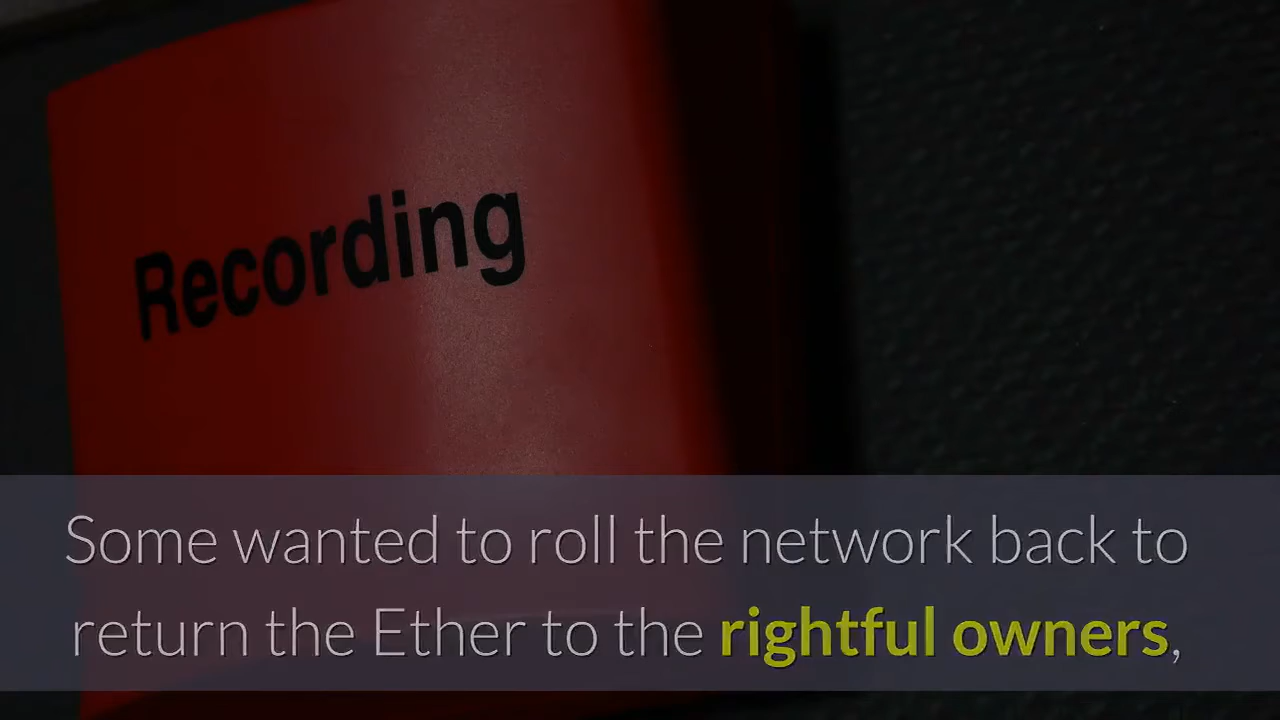 Recording
Some wanted to roll the network back to
return the Ether to the rightful owners,